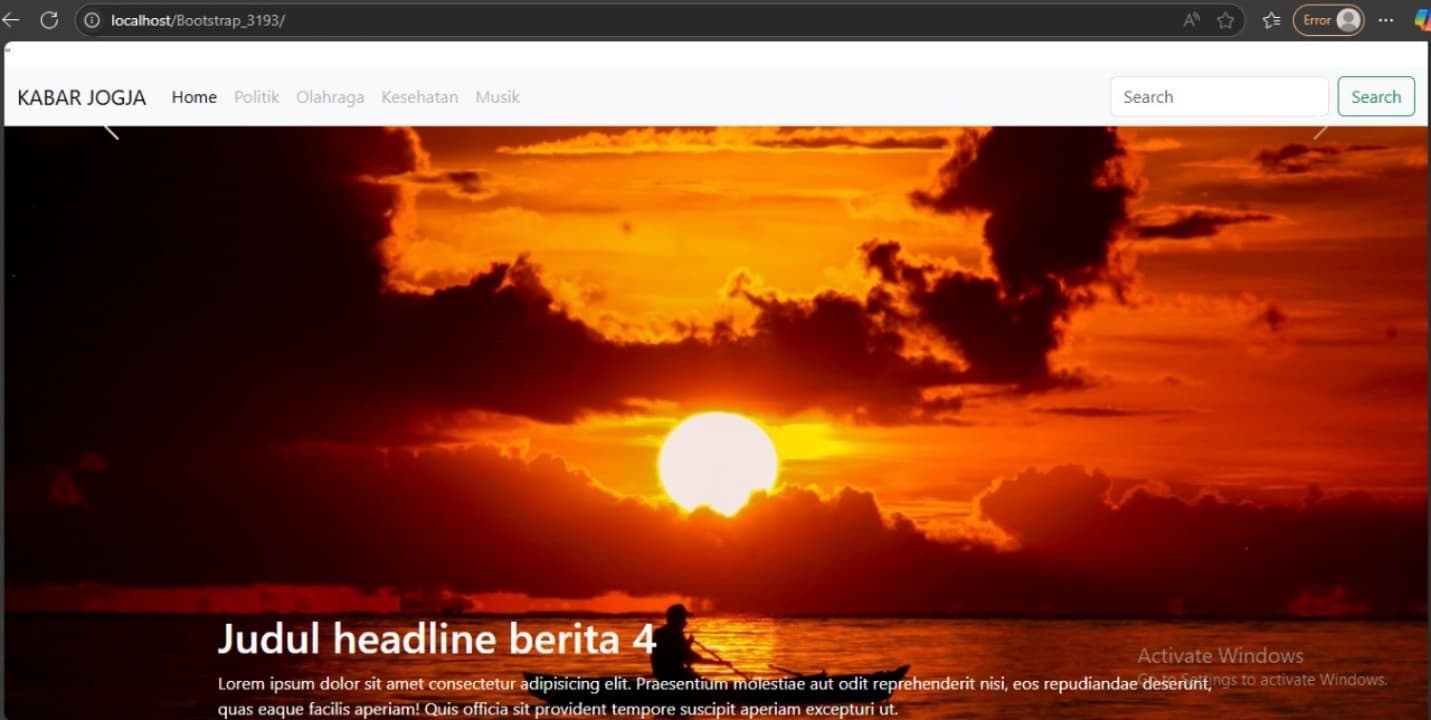 localhost/Bootstrap_3193/
Error
"
KABAR JOGJA Home Politik Olahraga Kesehatan Musik Search Search
Judul headline berita 4
Lorem ipsum dolor sit amet consectetur adipisicing elit. Praesentium molestiae aut odit reprehenderit nisi, eos repudiandae deserunt,
quas eaque facilis aperiam! Quis officia sit provident tempore suscipit aperiam excepturi ut.
Activate Windows
Go to Settings to activate Windows.